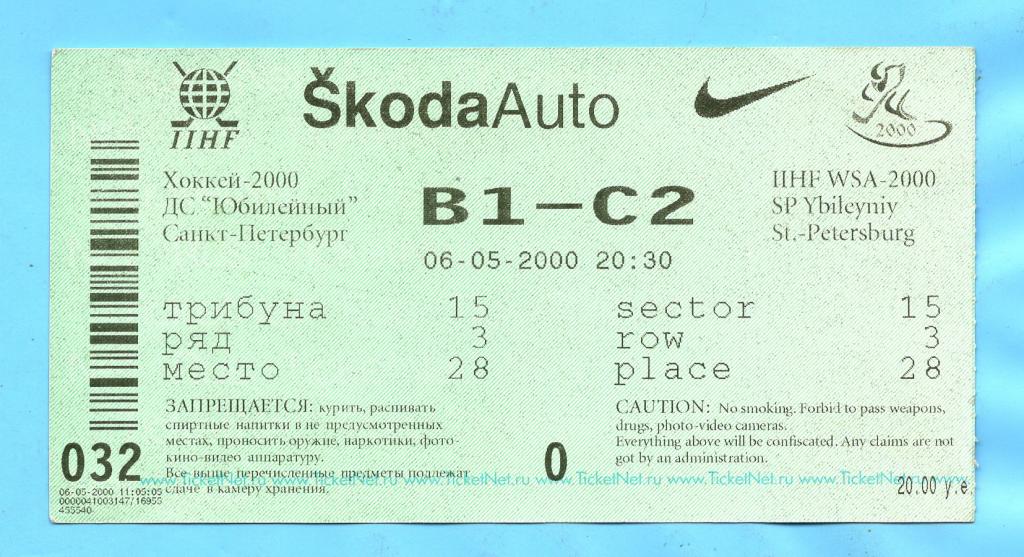 IIHF
ŠkodaAuto
2000
Хоккей-2000
ДС "Юбилейный"
Санкт-Петербург
B1-C2
06-05-2000 20:30
IIHF WSA-2000
SP Ybileyniy
St.-Petersburg
трибуна 15
ряд 3
место 28
sector 15
row 3
place 28
ЗАПРЕЩАЕТСЯ: курить, распивать
спиртные напитки в не предусмотренных
местах, проносить оружие, наркотики, фото-
кино-видео аппаратуру.
Все выше перечисленные предметы подлежат
сдаче в камеру хранения.
CAUTION: No smoking. Forbid to pass weapons,
drugs, photo-video cameras.
Everything above will be confiscated. Any claims are not
got by an administration.
032
0
www.TicketNet.ru www.TicketNet.ru www.TicketNet.ru www.TicketNet.ru www.TicketNet.ru www.TicketNet.ru
06-05-2000 11:05:05
0000041003147/16955
455540
20.00 у.е.